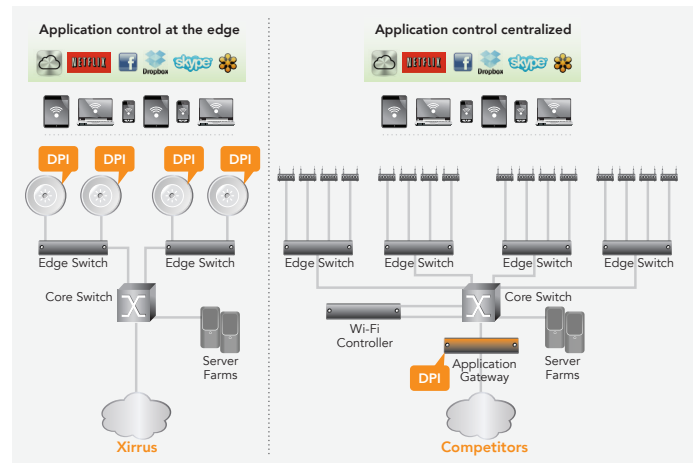 Application control at the edge
NETFLIX
f
Dropbox
skype
DPI
DPI
DPI
DPI
Edge Switch
Edge Switch
Core Switch
Server
Farms
Xirrus
Application control centralized
NETFLIX
f
Dropbox
skype
Edge Switch
Edge Switch
Edge Switch
Edge Switch
Core Switch
Wi-Fi
Controller
Server
Farms
Application
Gateway
DPI
Competitors